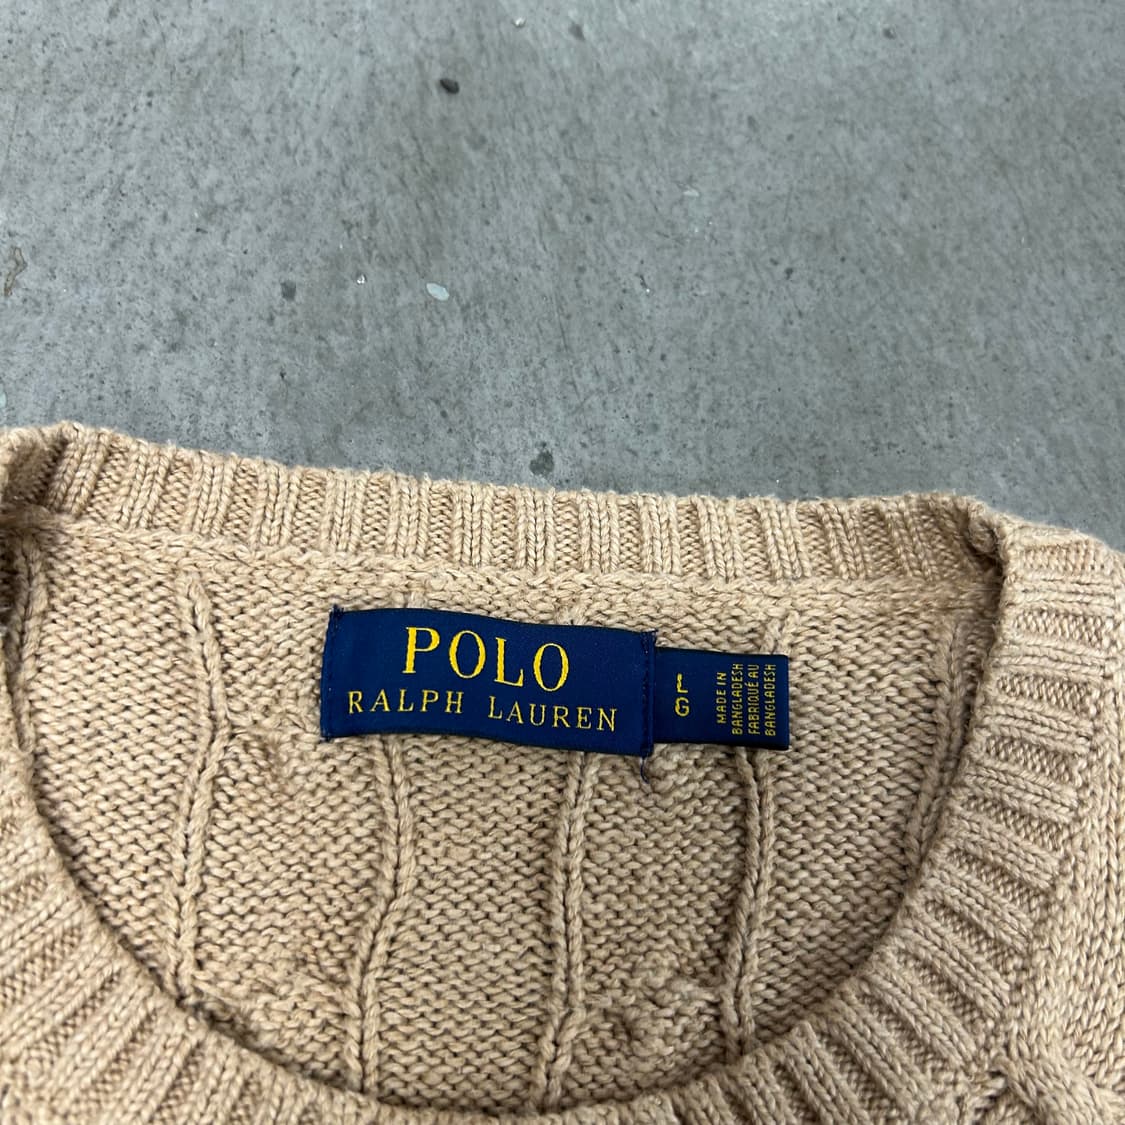 POLO
RALPH LAUREN
L
G
MADE IN
BANGLADESH
FABRIQUÉ AU
BANGLADESH